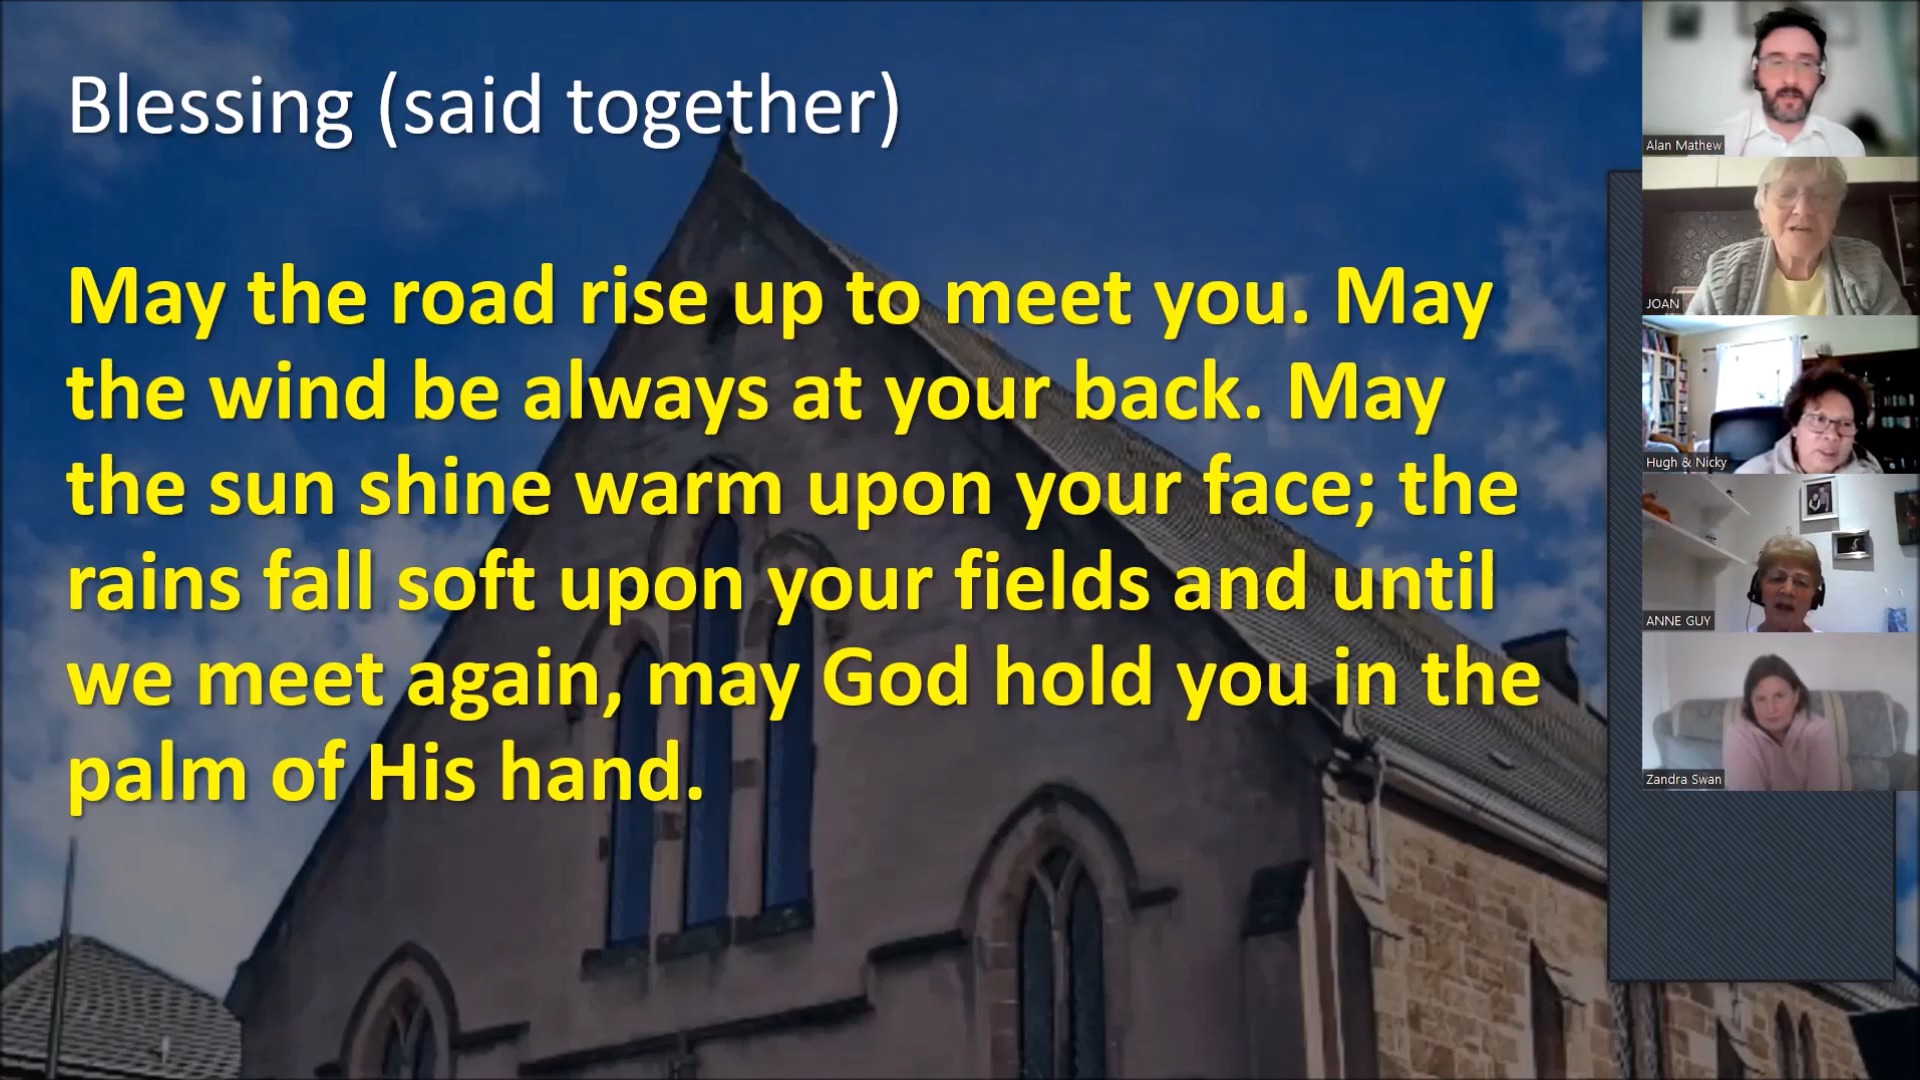 Blessing (said together)
May the road rise up to meet you. May
the wind be always at your back. May
the sun shine warm upon your face; the
rains fall soft upon your fields and until
we meet again, may God hold you in the
palm of His hand.
Alan Mathew
JOAN
Hugh & Nicky
ANNE GUY
Zandra Swan